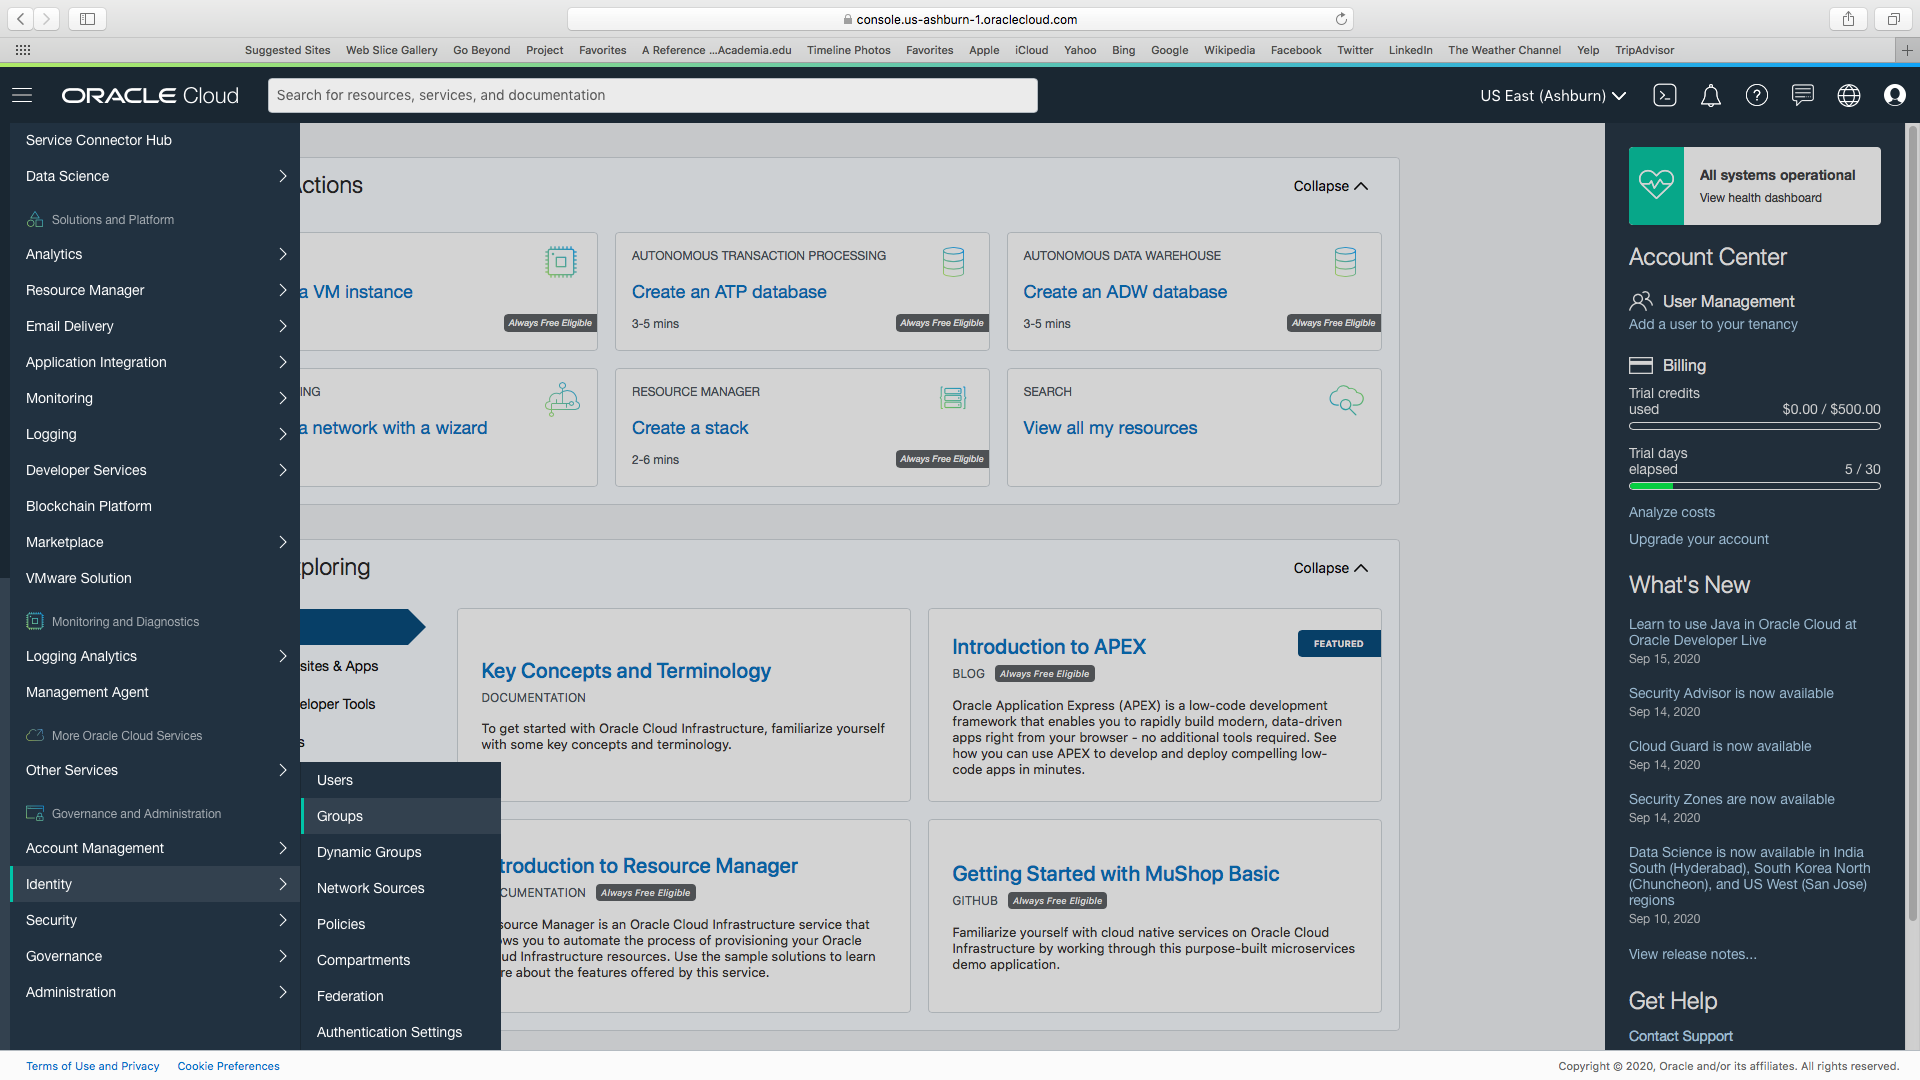 console.us-ashburn-1.oraclecloud.com
Suggested Sites Web Slice Gallery Go Beyond Project Favorites A Reference ...Academia.edu Timeline Photos Favorites Apple iCloud Yahoo Bing Google Wikipedia Facebook Twitter LinkedIn The Weather Channel Yelp TripAdvisor
ORACLE Cloud
Search for resources, services, and documentation
US East (Ashburn)
Service Connector Hub
Data Science
Solutions and Platform
Analytics
Resource Manager
Email Delivery
Application Integration
Monitoring
Logging
Developer Services
Blockchain Platform
Marketplace
VMware Solution
Monitoring and Diagnostics
Logging Analytics
Management Agent
More Oracle Cloud Services
Other Services
Governance and Administration
Account Management
Identity
Security
Governance
Administration
Users
Groups
Dynamic Groups
Network Sources
Policies
Compartments
Federation
Authentication Settings
ctions
Collapse
a VM instance
Always Free Eligible
AUTONOMOUS TRANSACTION PROCESSING
Create an ATP database
3-5 mins
Always Free Eligible
AUTONOMOUS DATA WAREHOUSE
Create an ADW database
3-5 mins
Always Free Eligible
ING
a network with a wizard
RESOURCE MANAGER
Create a stack
2-6 mins
Always Free Eligible
SEARCH
View all my resources
ploring
Collapse
sites & Apps
eloper Tools
s
Key Concepts and Terminology
DOCUMENTATION
To get started with Oracle Cloud Infrastructure, familiarize yourself
with some key concepts and terminology.
FEATURED
Introduction to APEX
BLOG Always Free Eligible
Oracle Application Express (APEX) is a low-code development
framework that enables you to rapidly build modern, data-driven
apps right from your browser - no additional tools required. See
how you can use APEX to develop and deploy compelling low-
code apps in minutes.
troduction to Resource Manager
CUMENTATION Always Free Eligible
source Manager is an Oracle Cloud Infrastructure service that
ws you to automate the process of provisioning your Oracle
ud Infrastructure resources. Use the sample solutions to learn
re about the features offered by this service.
Getting Started with MuShop Basic
GITHUB Always Free Eligible
Familiarize yourself with cloud native services on Oracle Cloud
Infrastructure by working through this purpose-built microservices
demo application.
All systems operational
View health dashboard
Account Center
User Management
Add a user to your tenancy
Billing
Trial credits
used $0.00 / $500.00
Trial days
elapsed 5 / 30
Analyze costs
Upgrade your account
What's New
Learn to use Java in Oracle Cloud at
Oracle Developer Live
Sep 15, 2020
Security Advisor is now available
Sep 14, 2020
Cloud Guard is now available
Sep 14, 2020
Security Zones are now available
Sep 14, 2020
Data Science is now available in India
South (Hyderabad), South Korea North
(Chuncheon), and US West (San Jose)
regions
Sep 10, 2020
View release notes...
Get Help
Contact Support
Terms of Use and Privacy Cookie Preferences
Copyright © 2020, Oracle and/or its affiliates. All rights reserved.